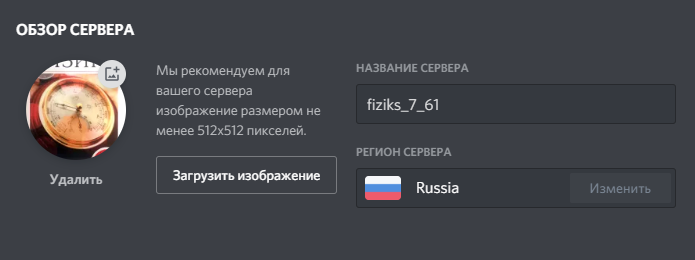 ОБЗОР СЕРВЕРА
Мы рекомендуем для
вашего сервера
изображение размером не
менее 512x512 пикселей.
Загрузить изображение
Удалить
НАЗВАНИЕ СЕРВЕРА
fiziks_7_61
РЕГИОН СЕРВЕРА
Russia
Изменить